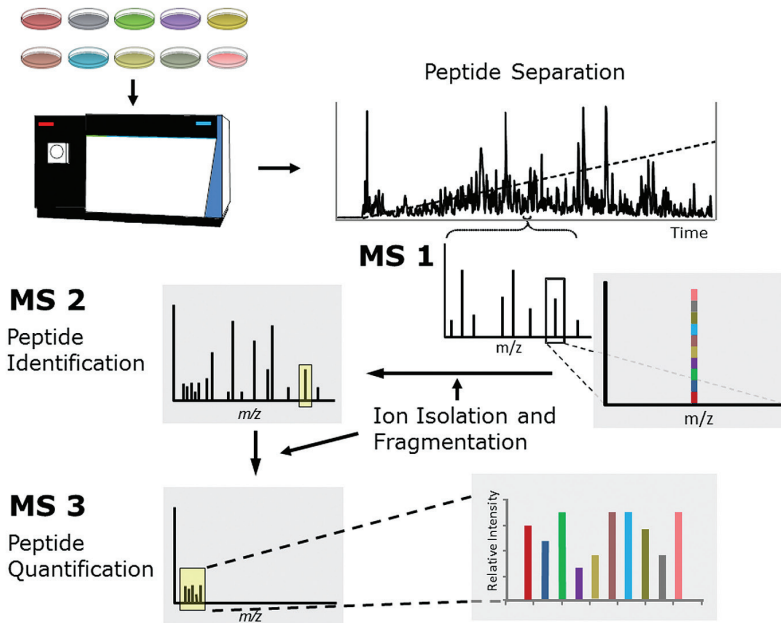 Peptide Separation
Time
MS 1
m/z
m/z
MS 2
Peptide
Identification
m/z
Ion Isolation and
Fragmentation
MS 3
Peptide
Quantification
m/z
Relative Intensity